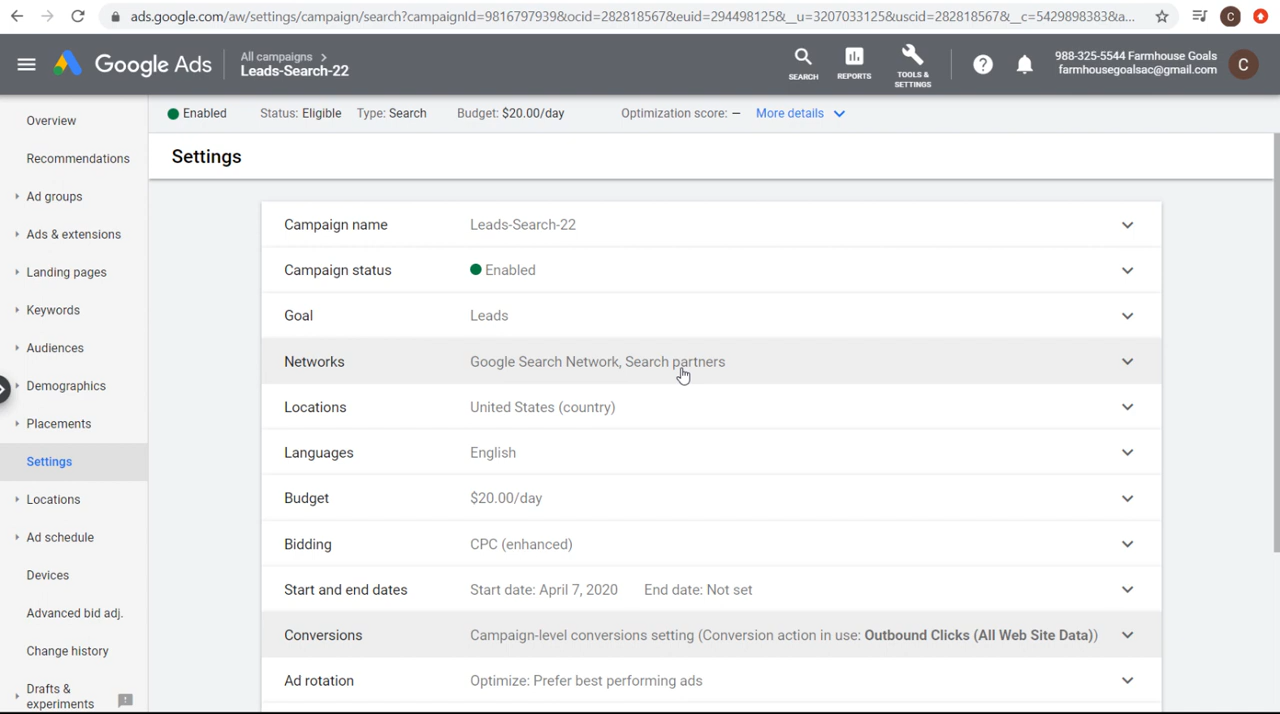 ads.google.com/aw/settings/campaign/search?campaignId=9816797939&ocid=282818567&euid=294498125&__u=3207033125&uscid=282818567&__c=5429898383&a...
C
Google Ads
All campaigns >
Leads-Search-22
SEARCH
REPORTS
TOOLS &
SETTINGS
?
988-325-5544 Farmhouse Goals
farmhousegoalsac@gmail.com
C
Enabled
Status: Eligible
Type: Search
Budget: $20.00/day
Optimization score: –
More details
Overview
Recommendations
Ad groups
Ads & extensions
Landing pages
Keywords
Audiences
Demographics
Placements
Settings
Locations
Ad schedule
Devices
Advanced bid adj.
Change history
Drafts &
experiments
Settings
Campaign name Leads-Search-22
Campaign status Enabled
Goal Leads
Networks Google Search Network, Search partners
Locations United States (country)
Languages English
Budget $20.00/day
Bidding CPC (enhanced)
Start and end dates Start date: April 7, 2020 End date: Not set
Conversions Campaign-level conversions setting (Conversion action in use: Outbound Clicks (All Web Site Data))
Ad rotation Optimize: Prefer best performing ads